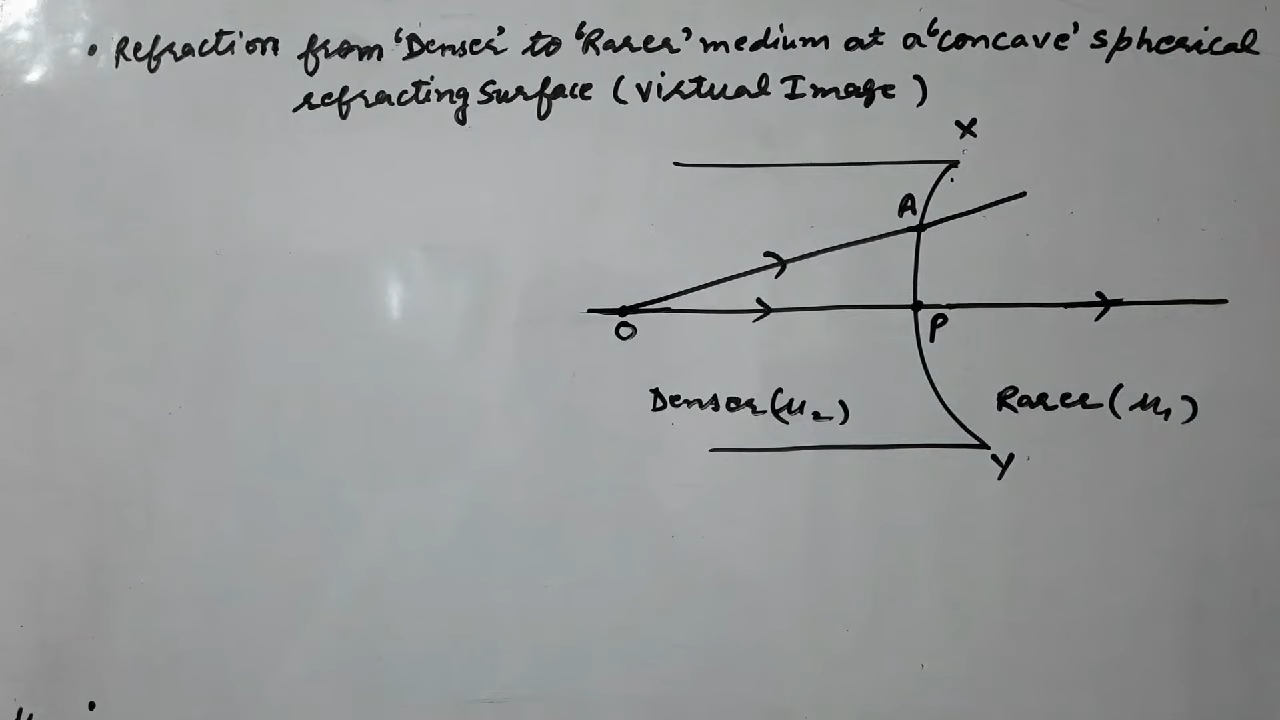 • Refraction from 'Denser' to 'Rarer' medium at a 'concave' spherical
refracting surface (virtual Image)
X
A
O
P
Denser (μ₂)
Rarer (μ₁)
Y